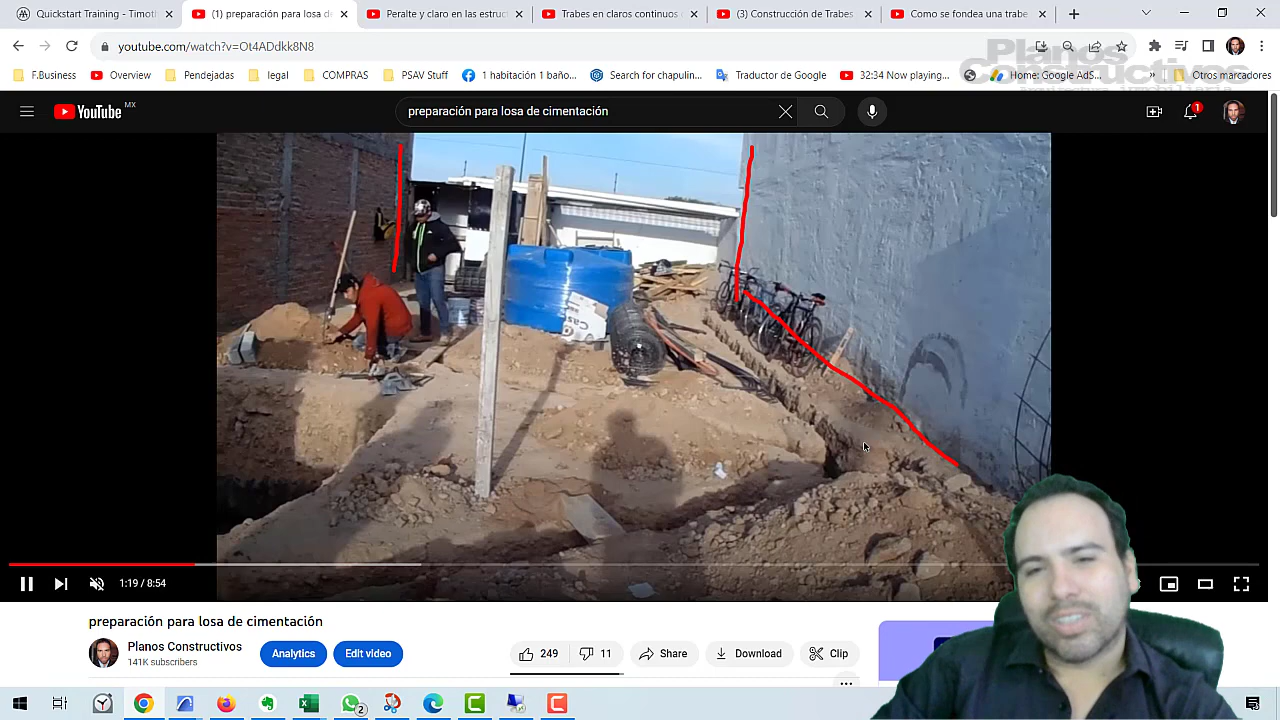 Quickstart Training - Timoti
(1) preparación para losa de
Peralte y claro en las estruct
Trabes en claros continuos
(3) Construcción de Trabes
Como se fondea una trabe
youtube.com/watch?v=Ot4ADdkk8N8
Planos
Constructivos
F.Business
Overview
Pendejadas
legal
COMPRAS
PSAV Stuff
1 habitación 1 baño...
Search for chapulin...
Traductor de Google
32:34 Now playing...
Home: Google AdS...
»
Otros marcadores
YouTube MX
preparación para losa de cimentación
1
1:19 / 8:54
preparación para losa de cimentación
Planos Constructivos
141K subscribers
Analytics
Edit video
249
11
Share
Download
Clip
2